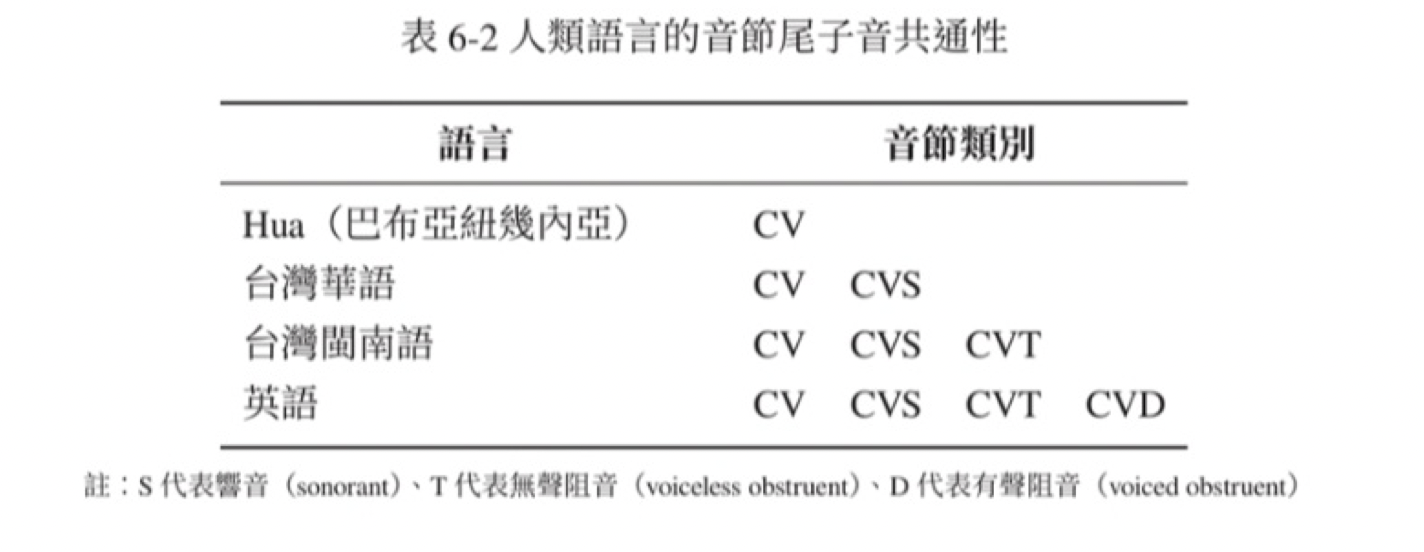 表 6-2 人類語言的音節尾子音共通性
語言 音節類別
Hua（巴布亞紐幾內亞） CV
台灣華語 CV CVS
台灣閩南語 CV CVS CVT
英語 CV CVS CVT CVD
註：S 代表響音（sonorant）、T 代表無聲阻音（voiceless obstruent）、D 代表有聲阻音（voiced obstruent）